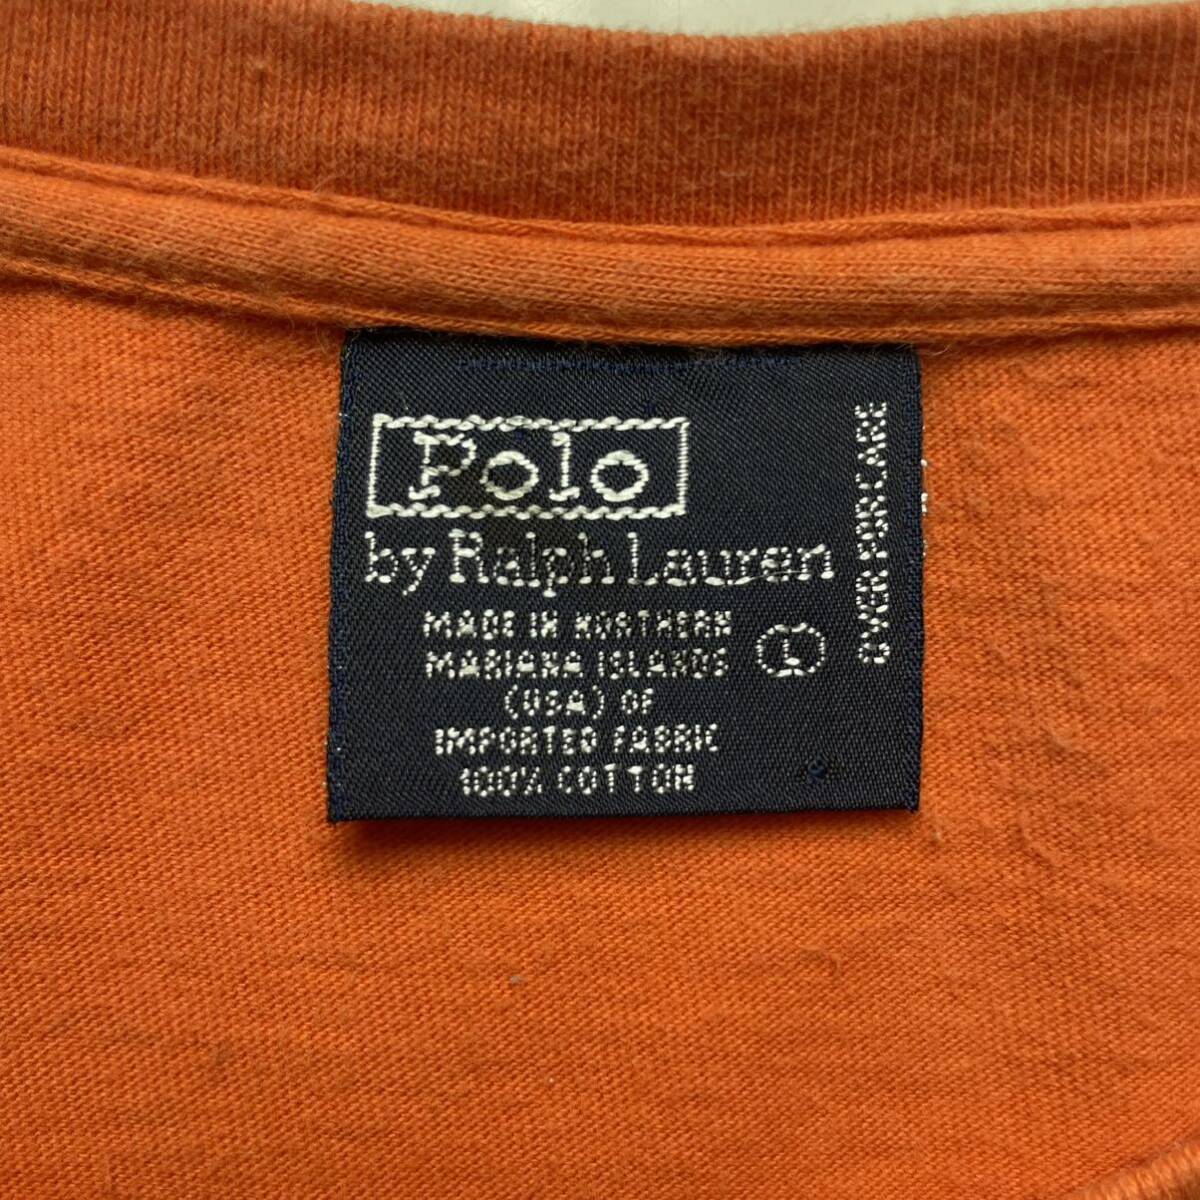 Polo
by Ralph Lauren
MADE IN NORTHERN
MARIANA ISLANDS
(USA) OF
IMPORTED FABRIC
100% COTTON
L
OVER FOR CARE